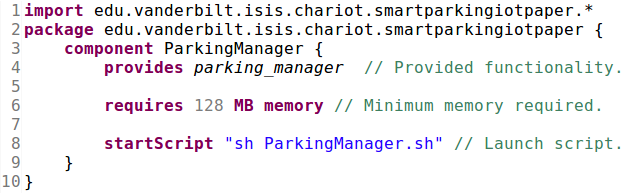 1 import edu.vanderbilt.isis.chariot.smartparkingiotpaper.*
2 package edu.vanderbilt.isis.chariot.smartparkingiotpaper {
3     component ParkingManager {
4         provides parking_manager  // Provided functionality.
5
6         requires 128 MB memory // Minimum memory required.
7
8         startScript "sh ParkingManager.sh" // Launch script.
9     }
10 }